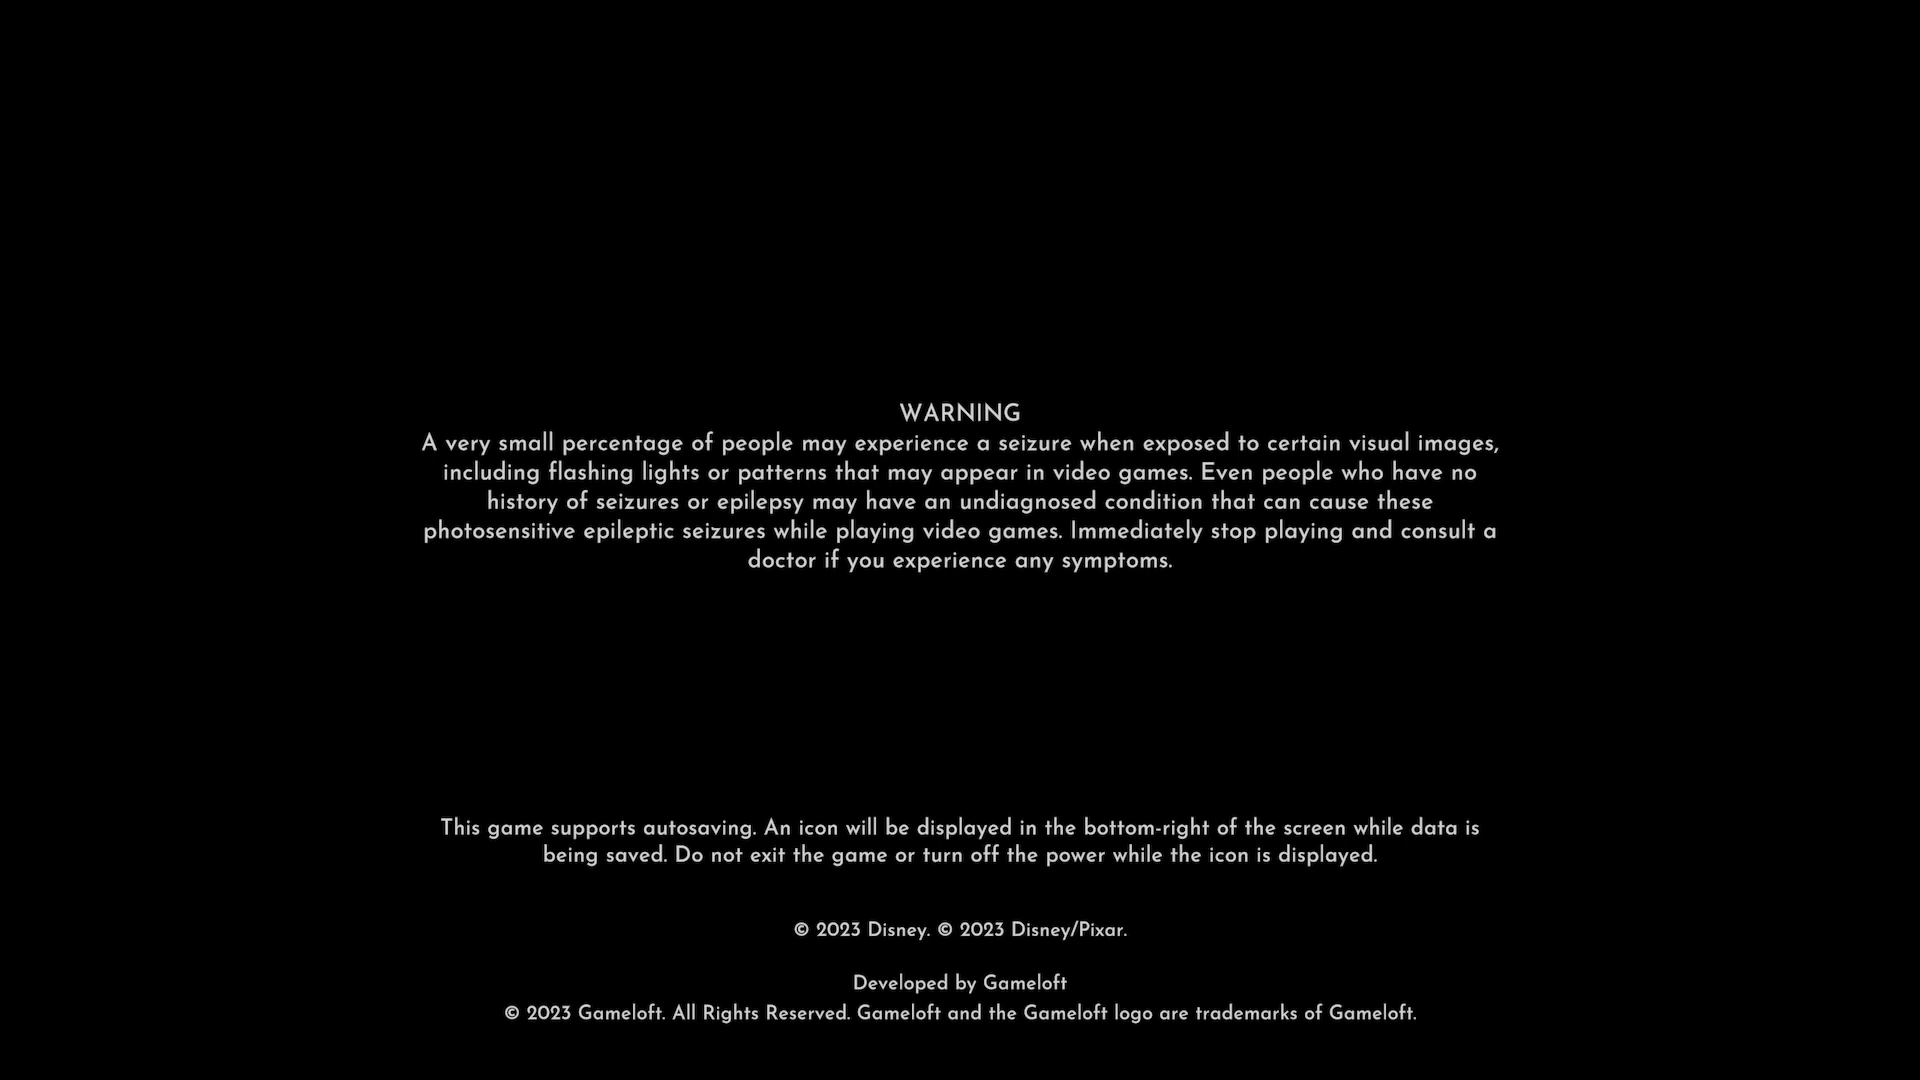 WARNING
A very small percentage of people may experience a seizure when exposed to certain visual images,
including flashing lights or patterns that may appear in video games. Even people who have no
history of seizures or epilepsy may have an undiagnosed condition that can cause these
photosensitive epileptic seizures while playing video games. Immediately stop playing and consult a
doctor if you experience any symptoms.
This game supports autosaving. An icon will be displayed in the bottom-right of the screen while data is
being saved. Do not exit the game or turn off the power while the icon is displayed.
© 2023 Disney. © 2023 Disney/Pixar.
Developed by Gameloft
© 2023 Gameloft. All Rights Reserved. Gameloft and the Gameloft logo are trademarks of Gameloft.